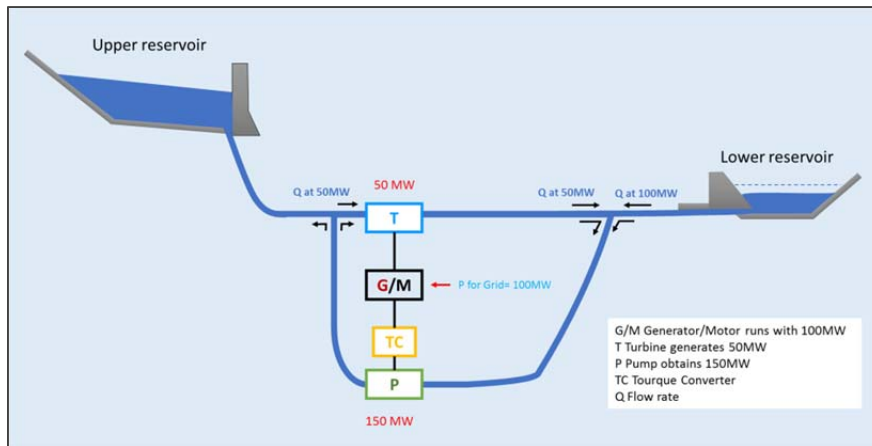 Upper reservoir
Lower reservoir
Q at 50MW
50 MW
Q at 50MW
Q at 100MW
T
G/M
P for Grid= 100MW
TC
P
150 MW
G/M Generator/Motor runs with 100MW
T Turbine generates 50MW
P Pump obtains 150MW
TC Tourque Converter
Q Flow rate